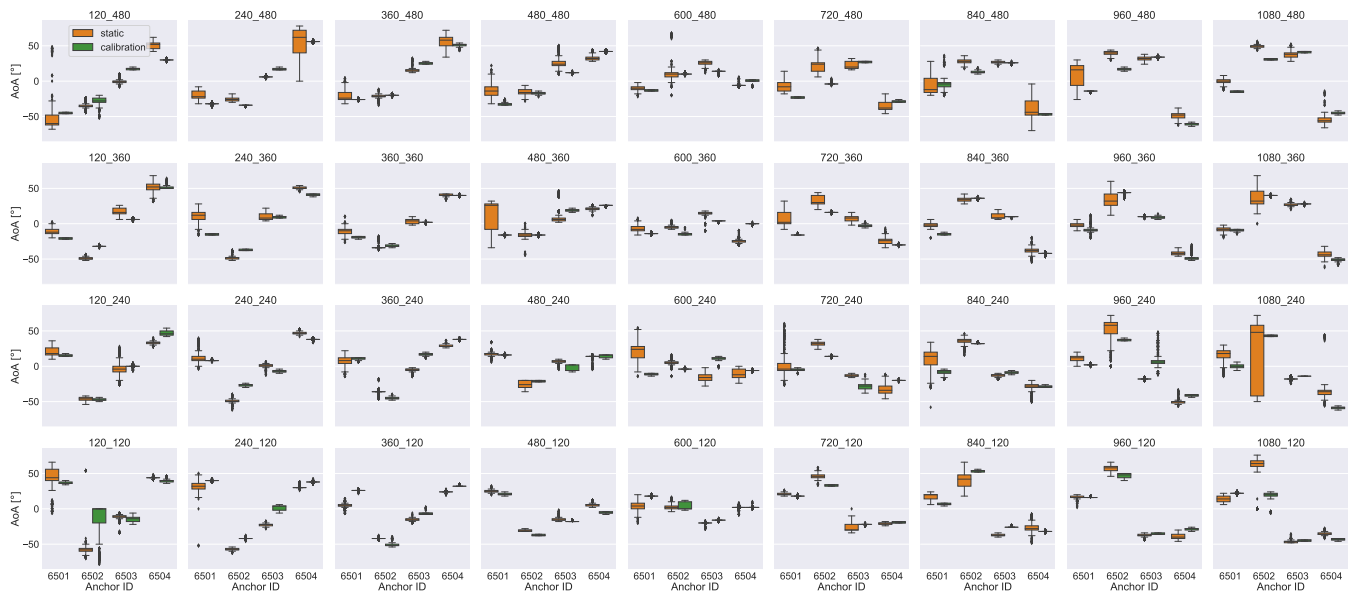 120_480 240_480 360_480 480_480 600_480 720_480 840_480 960_480 1080_480
static
calibration
50
0
−50
AoA [°]
120_360 240_360 360_360 480_360 600_360 720_360 840_360 960_360 1080_360
50
0
−50
AoA [°]
120_240 240_240 360_240 480_240 600_240 720_240 840_240 960_240 1080_240
50
0
−50
AoA [°]
120_120 240_120 360_120 480_120 600_120 720_120 840_120 960_120 1080_120
50
0
−50
AoA [°]
6501 6502 6503 6504 6501 6502 6503 6504 6501 6502 6503 6504 6501 6502 6503 6504 6501 6502 6503 6504 6501 6502 6503 6504 6501 6502 6503 6504 6501 6502 6503 6504 6501 6502 6503 6504
Anchor ID Anchor ID Anchor ID Anchor ID Anchor ID Anchor ID Anchor ID Anchor ID Anchor ID